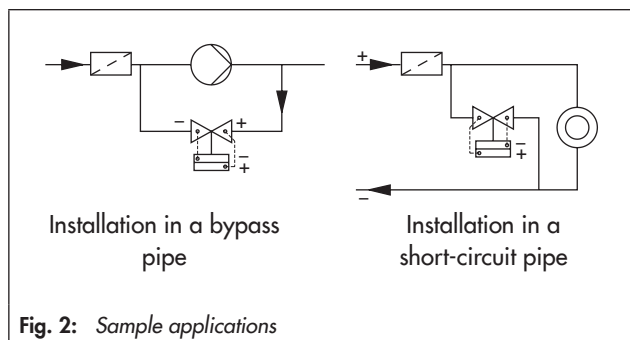 +
−
+
−
+
−
+
−
Installation in a bypass
pipe
Installation in a
short-circuit pipe
Fig. 2: Sample applications